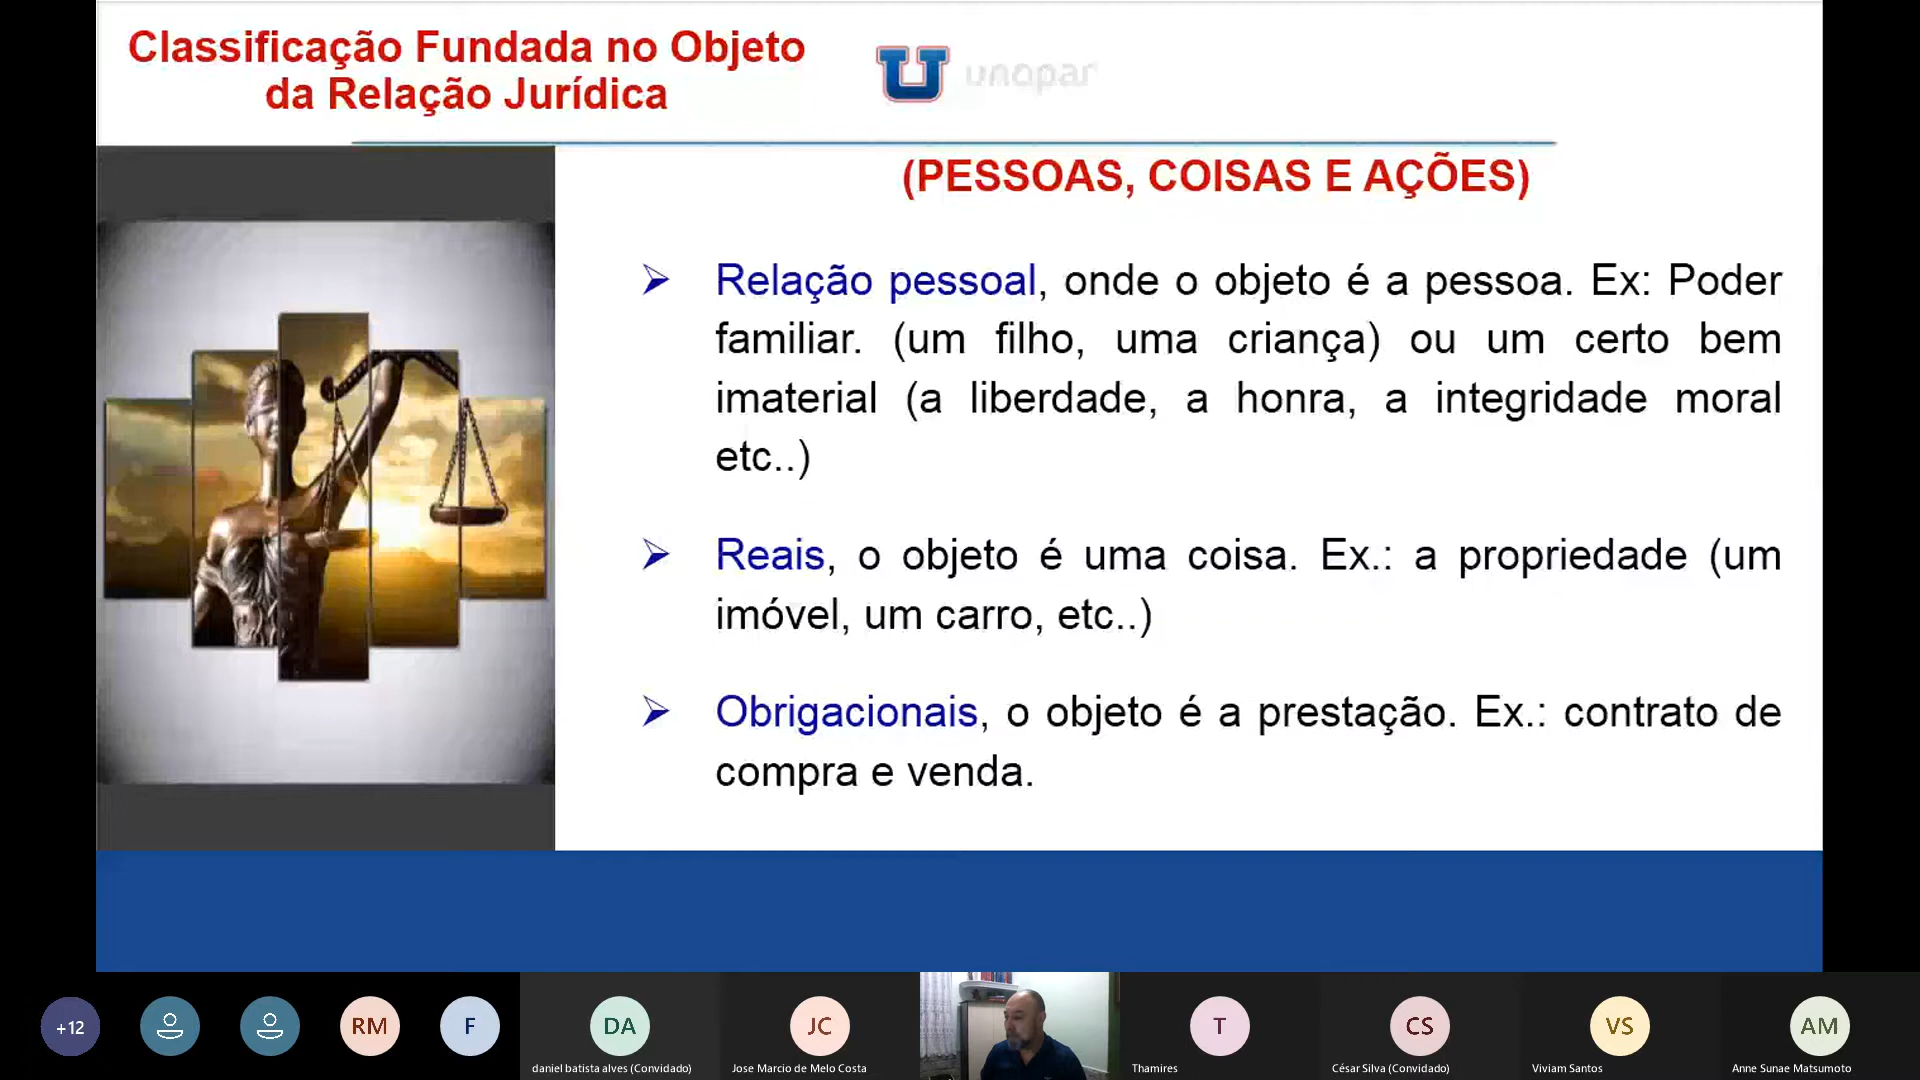 Classificação Fundada no Objeto
da Relação Jurídica
unopar
(PESSOAS, COISAS E AÇÕES)
Relação pessoal, onde o objeto é a pessoa. Ex: Poder
familiar. (um filho, uma criança) ou um certo bem
imaterial (a liberdade, a honra, a integridade moral
etc..)
Reais, o objeto é uma coisa. Ex.: a propriedade (um
imóvel, um carro, etc..)
Obrigacionais, o objeto é a prestação. Ex.: contrato de
compra e venda.
+12
RM
F
DA
JC
T
CS
VS
AM
daniel batista alves (Convidado)
Jose Marcio de Melo Costa
Thamires
César Silva (Convidado)
Viviam Santos
Anne Sunae Matsumoto